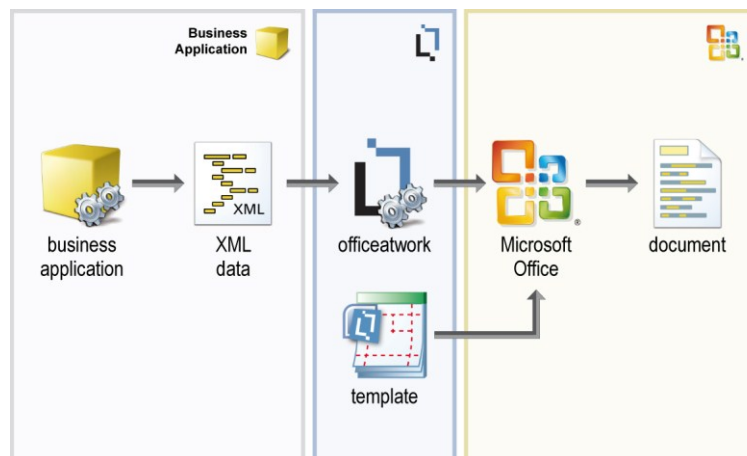 Business
Application
XML
business
application
XML
data
officeatwork
Microsoft
Office
®
document
template